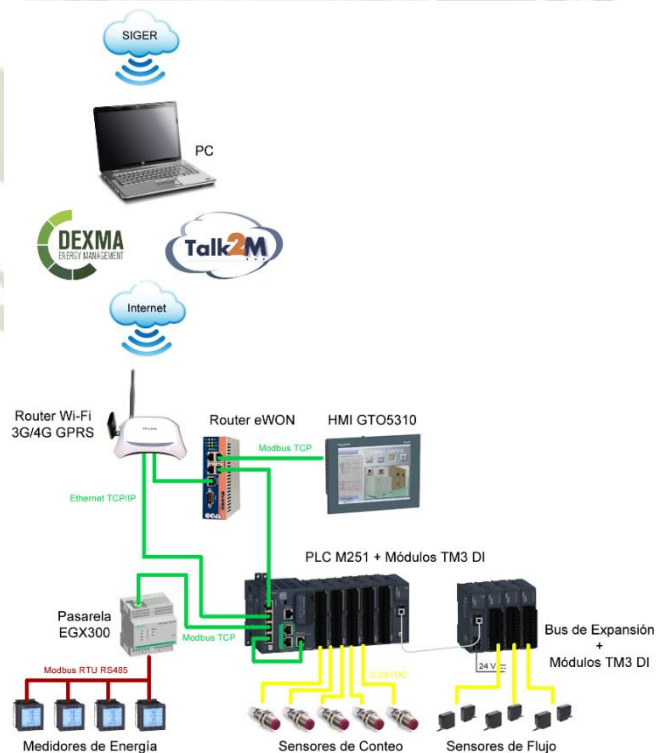 SIGER
PC
DEXMA
ENERGY MANAGEMENT
Talk2M
Internet
Router Wi-Fi
3G/4G GPRS
Router eWON
HMI GTO5310
Modbus TCP
Ethernet TCP/IP
PLC M251 + Módulos TM3 DI
Pasarela
EGX300
Modbus TCP
Bus de Expansión
+
Módulos TM3 DI
24 V
0-24VDC
Modbus RTU RS485
Medidores de Energía
Sensores de Conteo
Sensores de Flujo